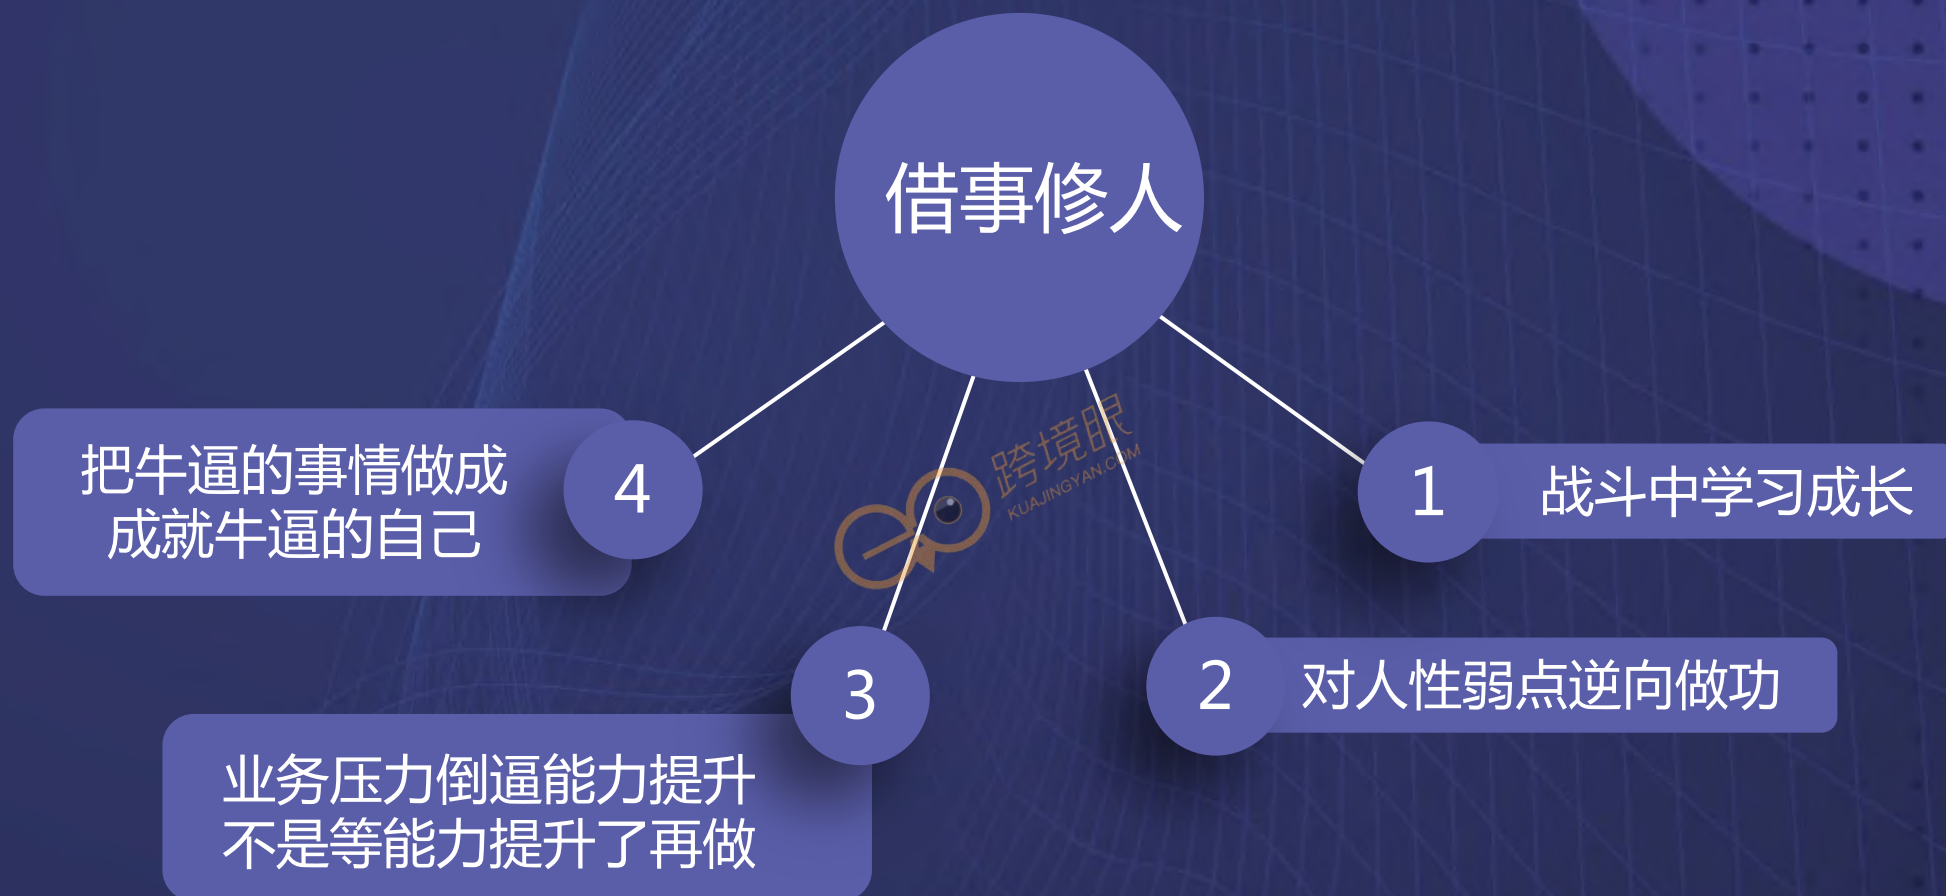 借事修人
1
战斗中学习成长
2
对人性弱点逆向做功
3
业务压力倒逼能力提升
不是等能力提升了再做
4
把牛逼的事情做成
成就牛逼的自己
跨境眼
KUAJINGYAN.COM